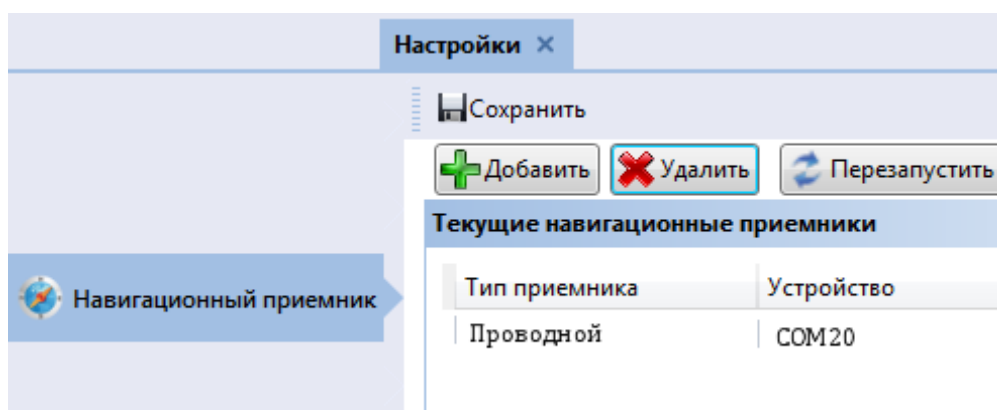 Настройки
Сохранить
Добавить Удалить Перезапустить
Текущие навигационные приемники
Навигационный приемник
Тип приемника Устройство
Проводной COM20